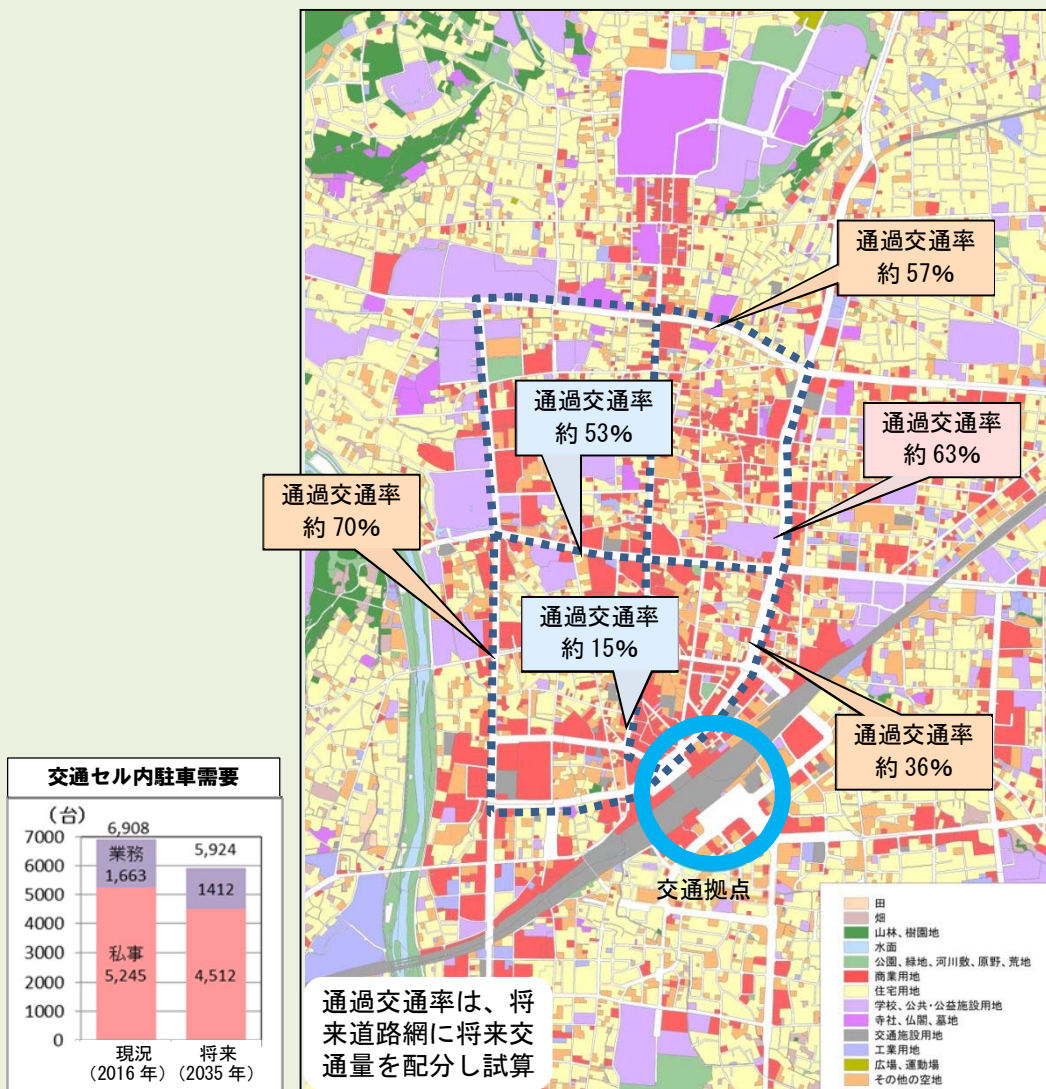 通過交通率
約 57%
通過交通率
約 53%
通過交通率
約 63%
通過交通率
約 70%
通過交通率
約 15%
通過交通率
約 36%
交通拠点
交通セル内駐車需要
（台）
7000
6000
5000
4000
3000
2000
1000
0
6,908
業務
1,663
私事
5,245
5,924
1412
4,512
現況
（2016 年）
将来
（2035 年）
通過交通率は、将
来道路網に将来交
通量を配分し試算
田
畑
山林、樹園地
水面
公園、緑地、河川敷、原野、荒地
商業用地
住宅用地
学校、公共・公益施設用地
寺社、仏閣、墓地
交通施設用地
工業用地
広場、運動場
その他の空地